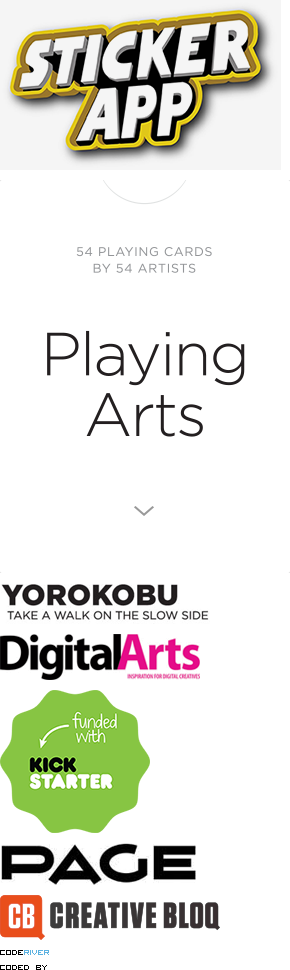 STICKER
APP
54 PLAYING CARDS
BY 54 ARTISTS
Playing
Arts
YOROKOBU
TAKE A WALK ON THE SLOW SIDE
DigitalArts
INSPIRATION FOR DIGITAL CREATIVES
funded
with
KICK
STARTER
PAGE
CB CREATIVE BLOQ
CODERIVER
CODED BY